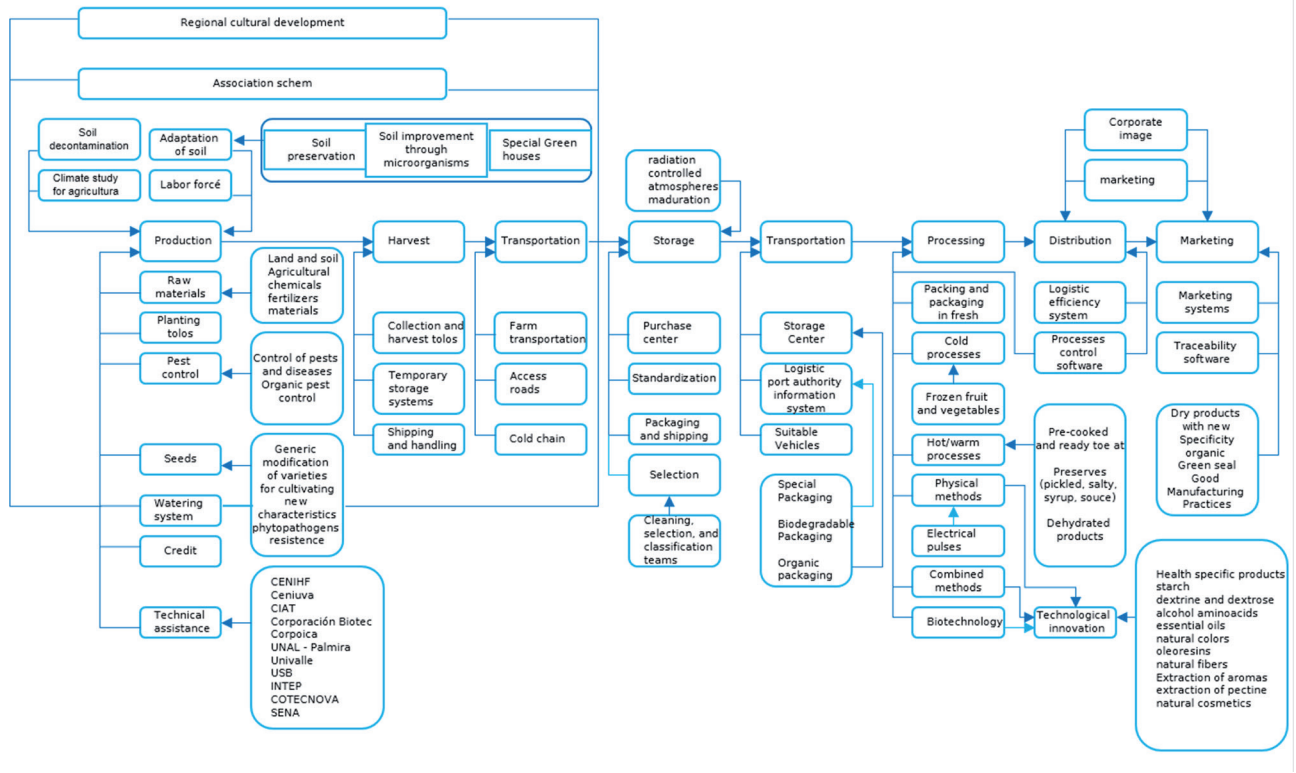 Regional cultural development
Association schem
Soil
decontamination
Adaptation
of soil
Soil
preservation
Soil improvement
through
microorganisms
Special Green
houses
Climate study
for agricultura
Labor forcé
radiation
controlled
atmospheres
maduration
Corporate
image
marketing
Production
Harvest
Transportation
Storage
Transportation
Processing
Distribution
Marketing
Raw
materials
Land and soil
Agricultural
chemicals
fertilizers
materials
Planting
tolos
Pest
control
Control of pests
and diseases
Organic pest
control
Seeds
Generic
modification
of varieties
for cultivating
new
characteristics
phytopathogens
resistence
Watering
system
Credit
Technical
assistance
CENIHF
Ceniuva
CIAT
Corporación Biotec
Corpoica
UNAL - Palmira
Univalle
USB
INTEP
COTECNOVA
SENA
Collection and
harvest tolos
Temporary
storage
systems
Shipping
and handling
Farm
transportation
Access
roads
Cold chain
Purchase
center
Standardization
Packaging
and shipping
Selection
Cleaning,
selection, and
classification
teams
Storage
Center
Logistic
port authority
information
system
Suitable
Vehicles
Special
Packaging
Biodegradable
Packaging
Organic
packaging
Packing and
packaging
in fresh
Cold
processes
Frozen fruit
and vegetables
Hot/warm
processes
Physical
methods
Electrical
pulses
Combined
methods
Biotechnology
Logistic
efficiency
system
Processes
control
software
Pre-cooked
and ready toe at
Preserves
(pickled, salty,
syrup, souce)
Dehydrated
products
Technological
innovation
Marketing
systems
Traceability
software
Dry products
with new
Specificity
organic
Green seal
Good
Manufacturing
Practices
Health specific products
starch
dextrine and dextrose
alcohol aminoacids
essential oils
natural colors
oleoresins
natural fibers
Extraction of aromas
extraction of pectine
natural cosmetics